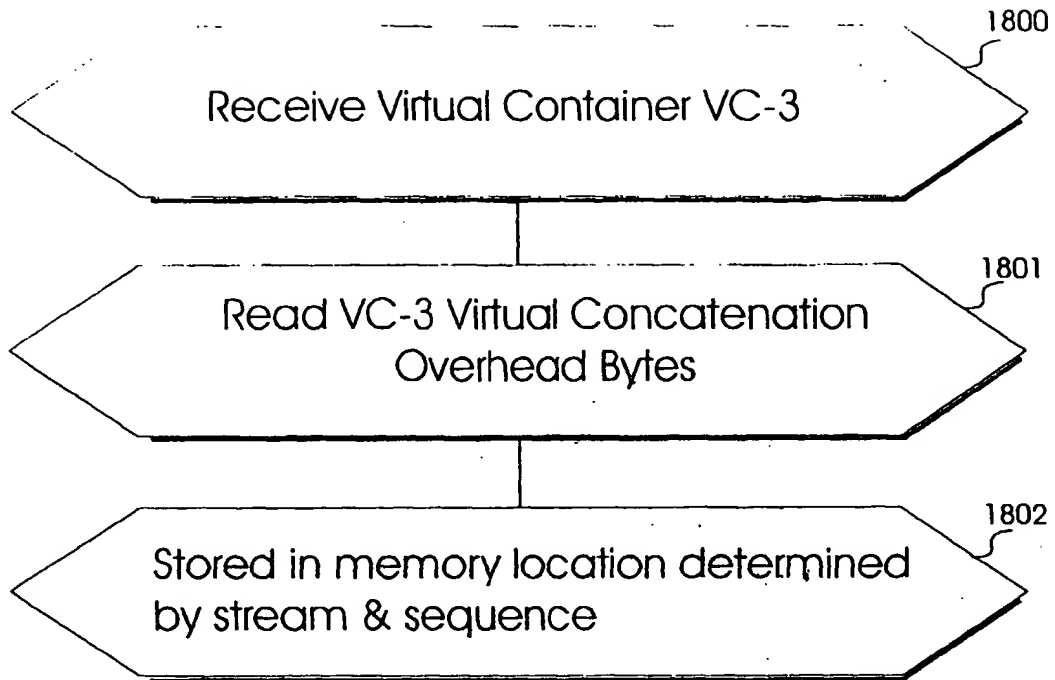 1800
Receive Virtual Container VC-3
1801
Read VC-3 Virtual Concatenation
Overhead Bytes
1802
Stored in memory location determined
by stream & sequence